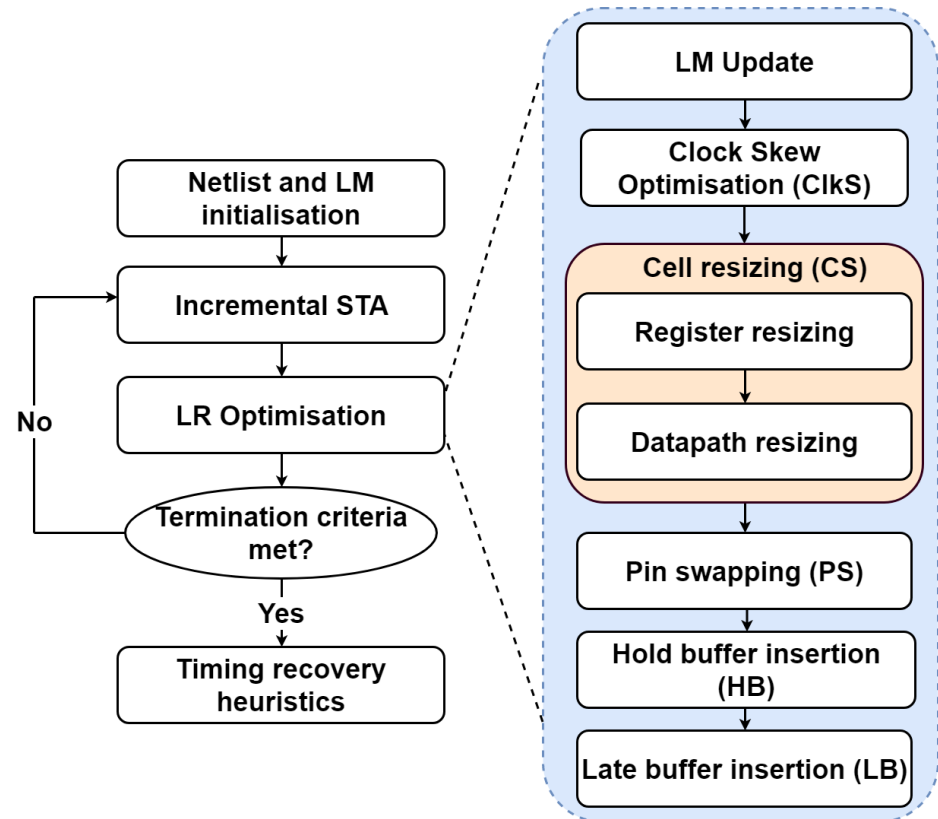 Netlist and LM
initialisation
Incremental STA
LR Optimisation
No
Termination criteria
met?
Yes
Timing recovery
heuristics
LM Update
Clock Skew
Optimisation (ClkS)
Cell resizing (CS)
Register resizing
Datapath resizing
Pin swapping (PS)
Hold buffer insertion
(HB)
Late buffer insertion (LB)